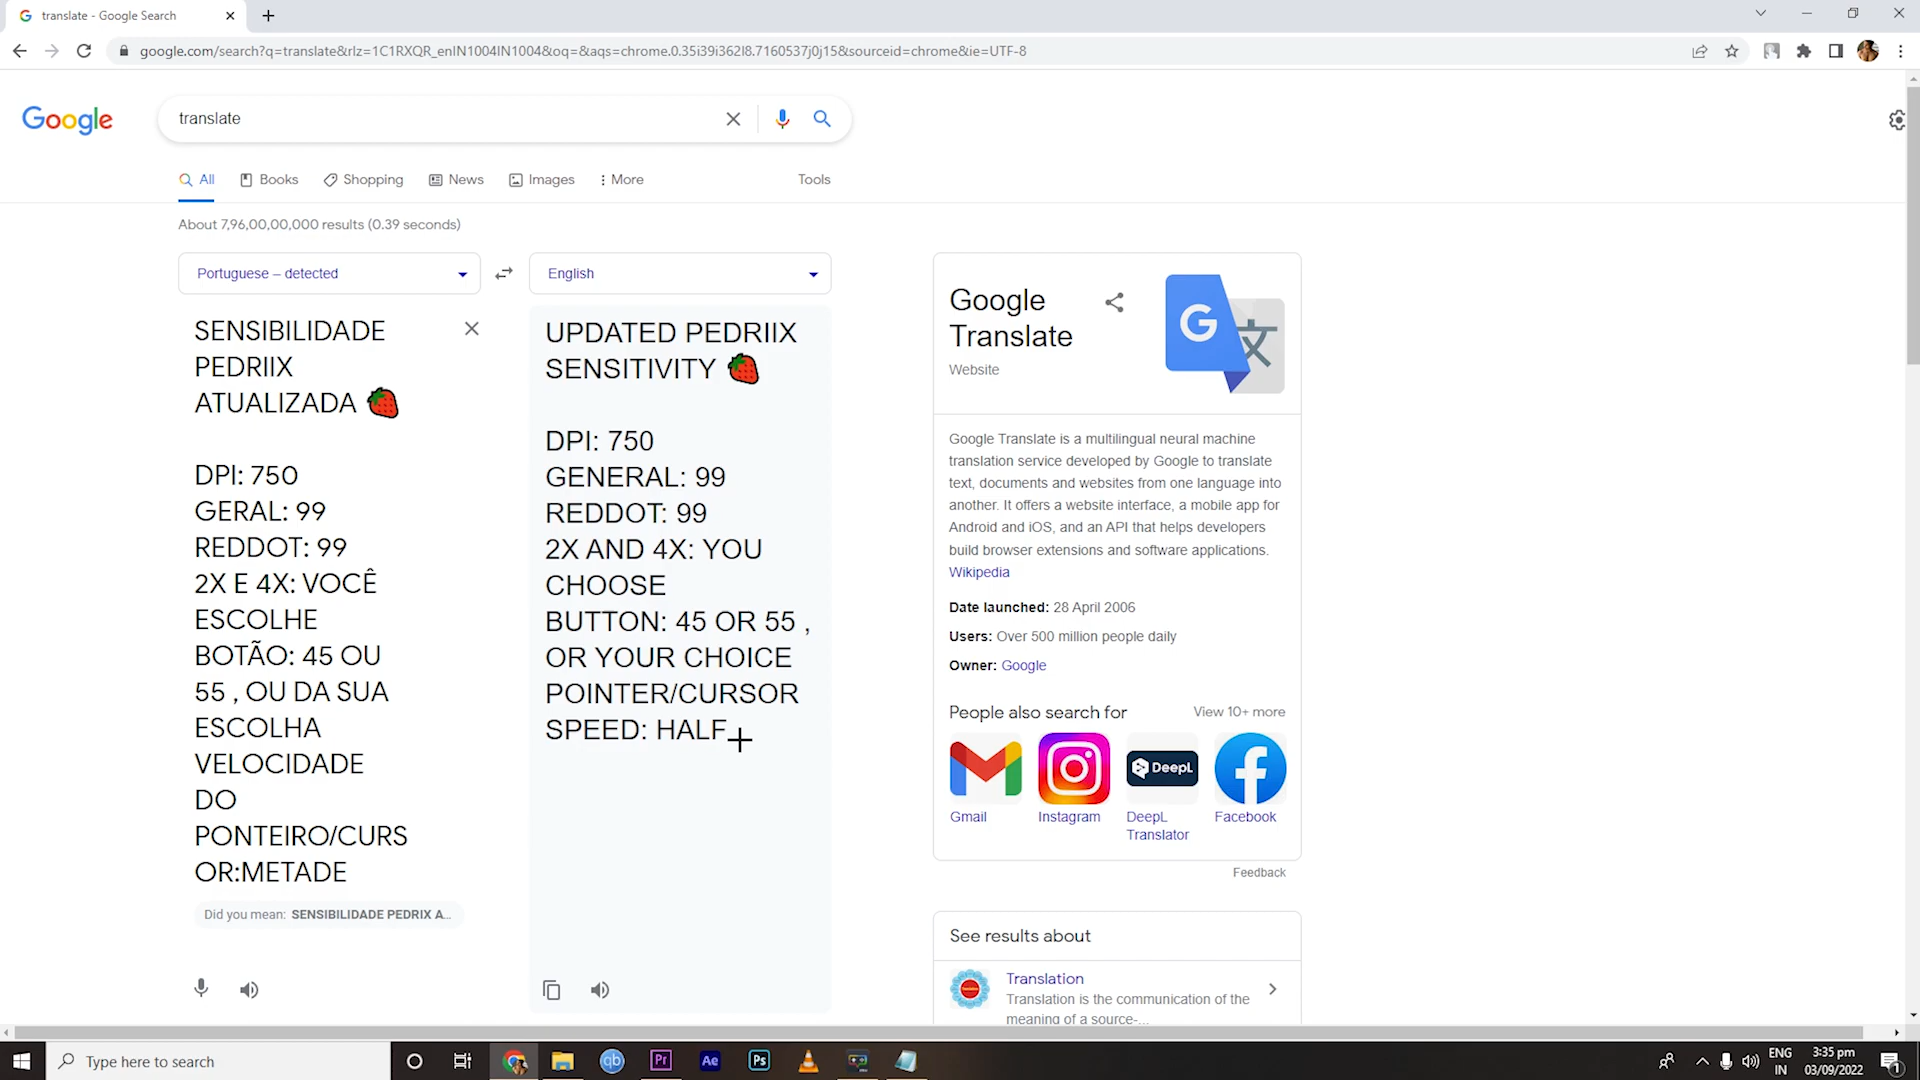 translate - Google Search
google.com/search?q=translate&rlz=1C1RXQR_enIN1004IN1004&oq=&aqs=chrome.0.35i39i362l8.7160537j0j15&sourceid=chrome&ie=UTF-8
Google
translate
All
Books
Shopping
News
Images
More
Tools
About 7,96,00,00,000 results (0.39 seconds)
Portuguese – detected
English
SENSIBILIDADE
PEDRIIX
ATUALIZADA
DPI: 750
GERAL: 99
REDDOT: 99
2X E 4X: VOCÊ
ESCOLHE
BOTÃO: 45 OU
55 , OU DA SUA
ESCOLHA
VELOCIDADE
DO
PONTEIRO/CURS
OR:METADE
Did you mean: SENSIBILIDADE PEDRIX A...
UPDATED PEDRIIX
SENSITIVITY
DPI: 750
GENERAL: 99
REDDOT: 99
2X AND 4X: YOU
CHOOSE
BUTTON: 45 OR 55 ,
OR YOUR CHOICE
POINTER/CURSOR
SPEED: HALF
Google
Translate
Website
G
文
Google Translate is a multilingual neural machine
translation service developed by Google to translate
text, documents and websites from one language into
another. It offers a website interface, a mobile app for
Android and iOS, and an API that helps developers
build browser extensions and software applications.
Wikipedia
Date launched: 28 April 2006
Users: Over 500 million people daily
Owner: Google
People also search for
View 10+ more
DeepL
Gmail
Instagram
DeepL
Translator
Facebook
Feedback
See results about
Translation
Translation is the communication of the
meaning of a source-...
Type here to search
qb
Pr
Ae
Ps
ENG
IN
3:35 pm
03/09/2022
1